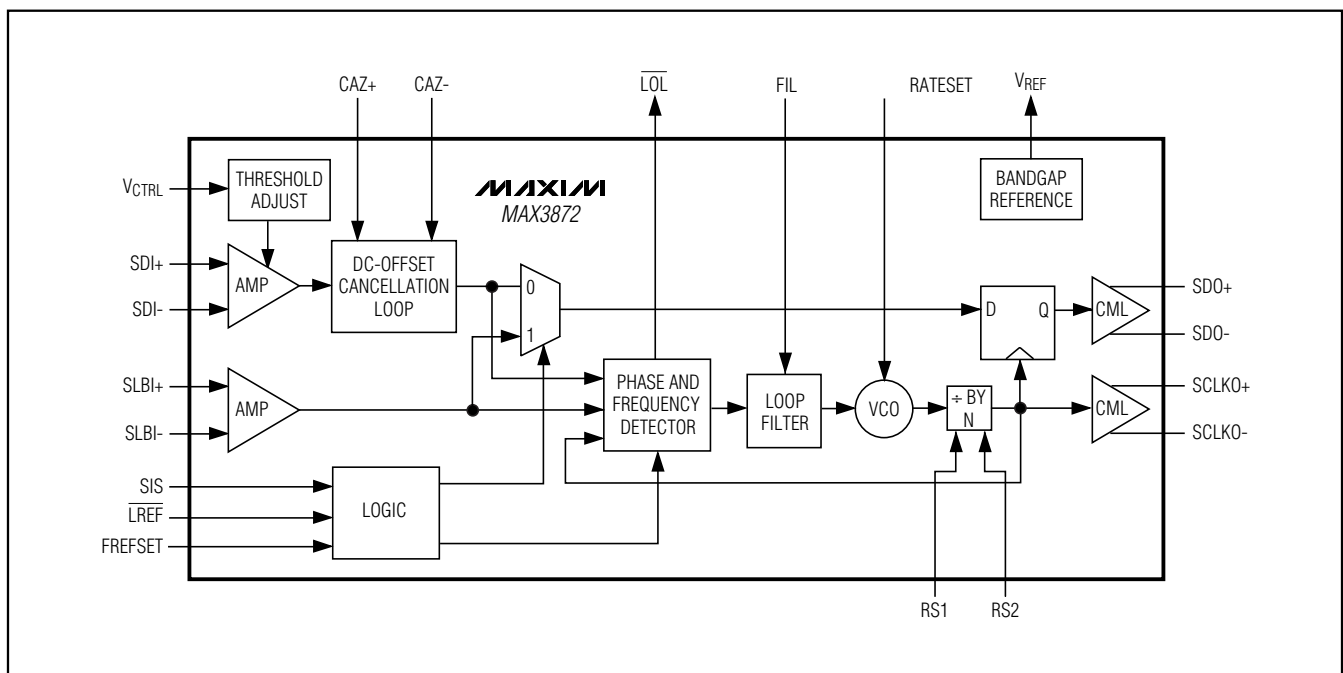 CAZ+
CAZ-
LOL
FIL
RATESET
VREF
VCTRL
THRESHOLD
ADJUST
MAXIM
MAX3872
BANDGAP
REFERENCE
SDI+
SDI-
AMP
DC-OFFSET
CANCELLATION
LOOP
0
1
D
Q
CML
SDO+
SDO-
SLBI+
SLBI-
AMP
PHASE AND
FREQUENCY
DETECTOR
LOOP
FILTER
VCO
÷ BY
N
CML
SCLKO+
SCLKO-
SIS
LREF
FREFSET
LOGIC
RS1
RS2